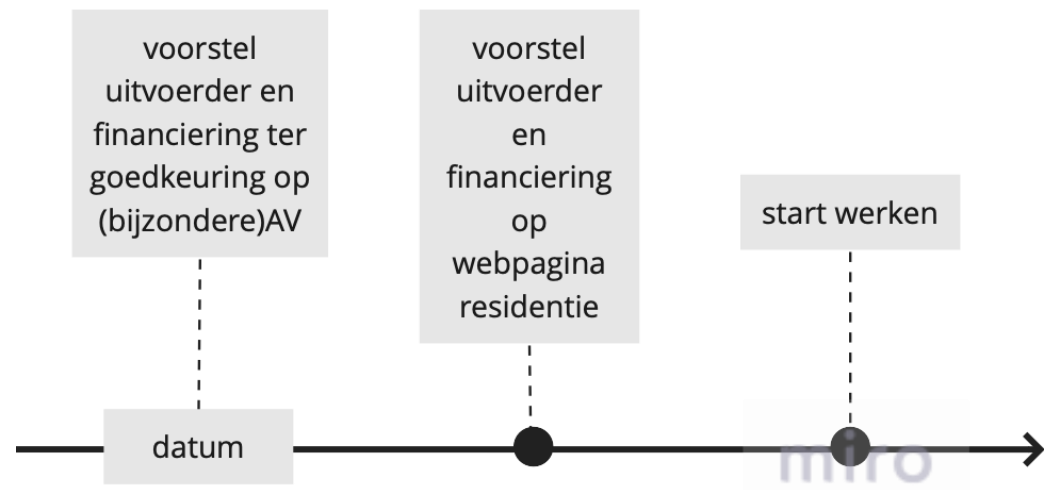 voorstel
uitvoerder en
financiering ter
goedkeuring op
(bijzondere)AV
voorstel
uitvoerder
en
financiering
op
webpagina
residentie
start werken
datum
miro